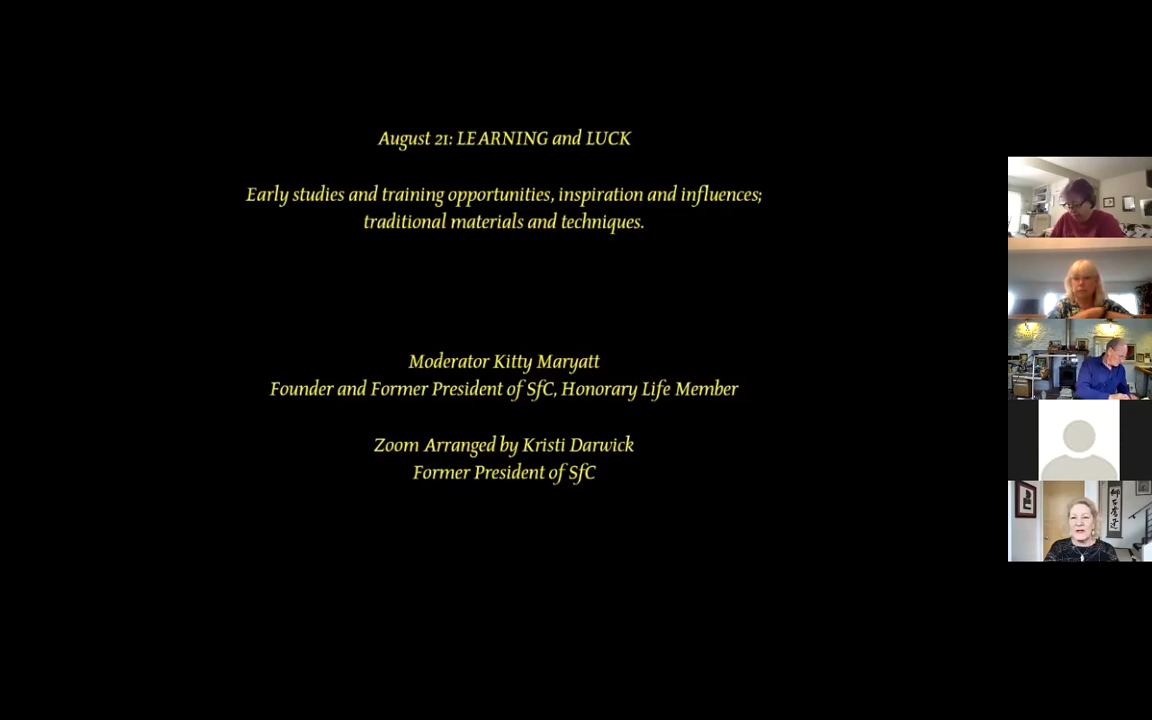 August 21: LEARNING and LUCK
Early studies and training opportunities, inspiration and influences;
traditional materials and techniques.
Moderator Kitty Maryatt
Founder and Former President of SfC, Honorary Life Member
Zoom Arranged by Kristi Darwick
Former President of SfC